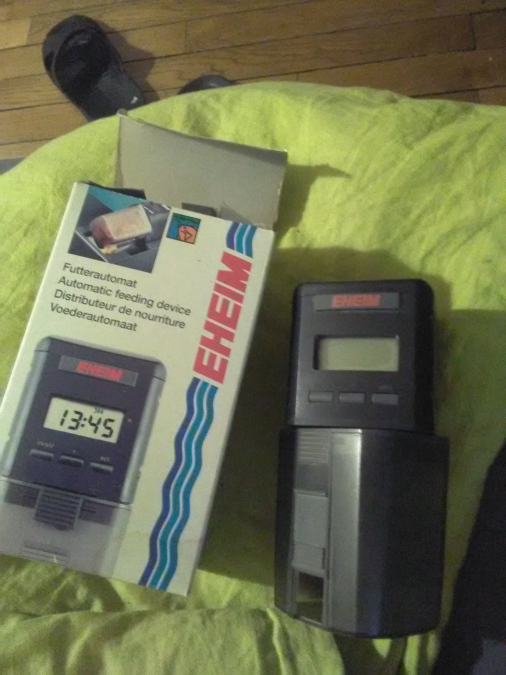 Futterautomat
Automatic feeding device
Distributeur de nourriture
Voederautomaat
EHEIM
EHEIM
13:45
EHEIM